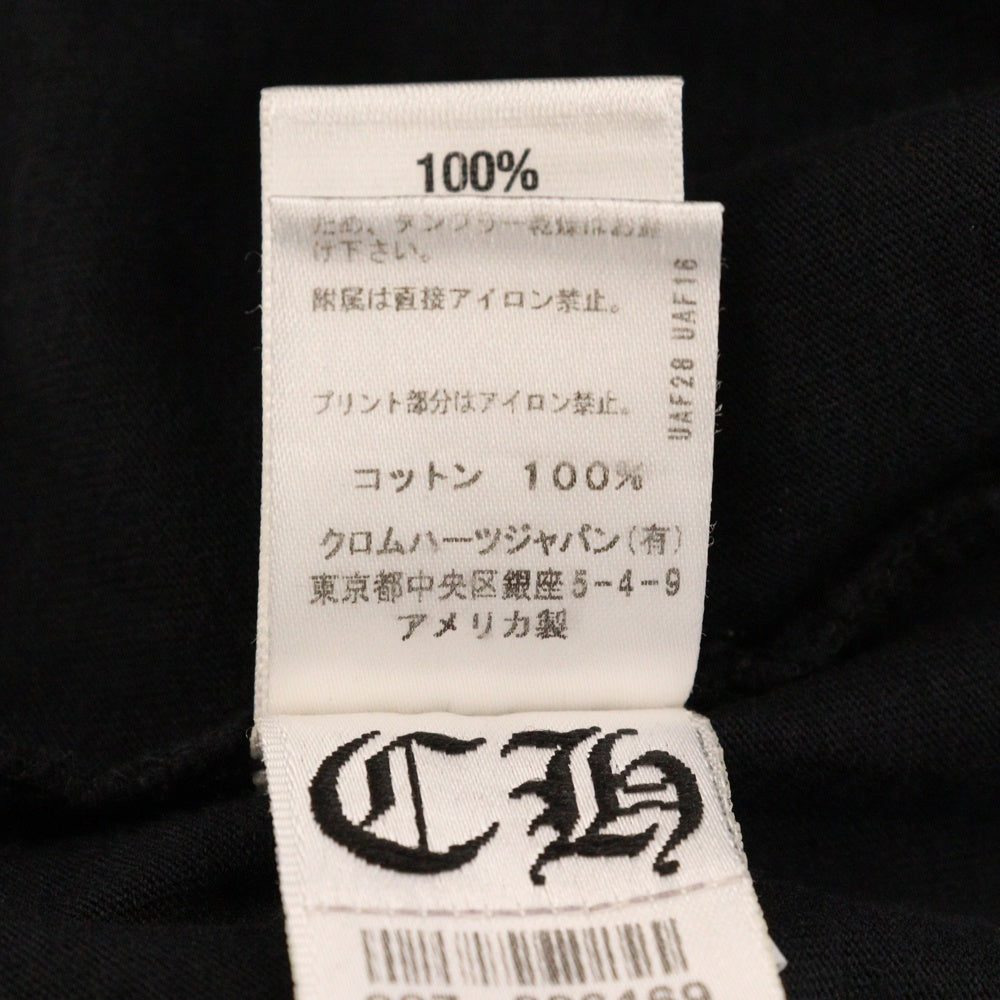 100%
ため、タンブラー乾燥はお避
け下さい。
附属は直接アイロン禁止。
プリント部分はアイロン禁止。
UAF28 UAF16
コットン 100%
クロムハーツジャパン(有)
東京都中央区銀座5-4-9
アメリカ製
CH